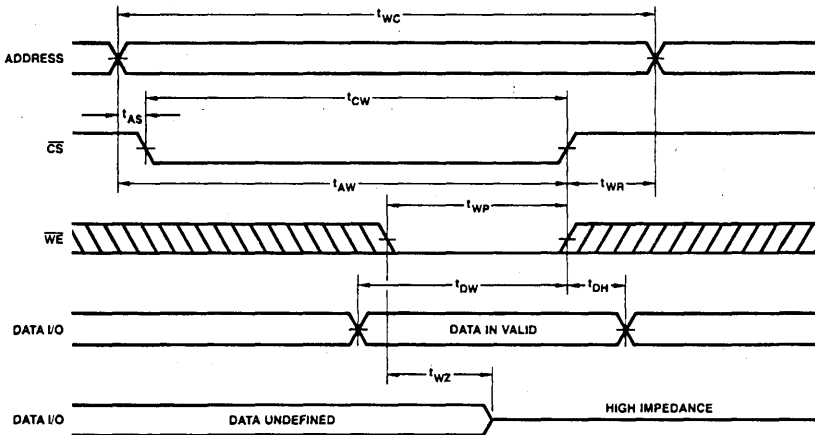 tWC
ADDRESS
tCW
tAS
CS
tAW
tWR
tWP
WE
tDW
tDH
DATA I/O
DATA IN VALID
tWZ
DATA I/O
DATA UNDEFINED
HIGH IMPEDANCE